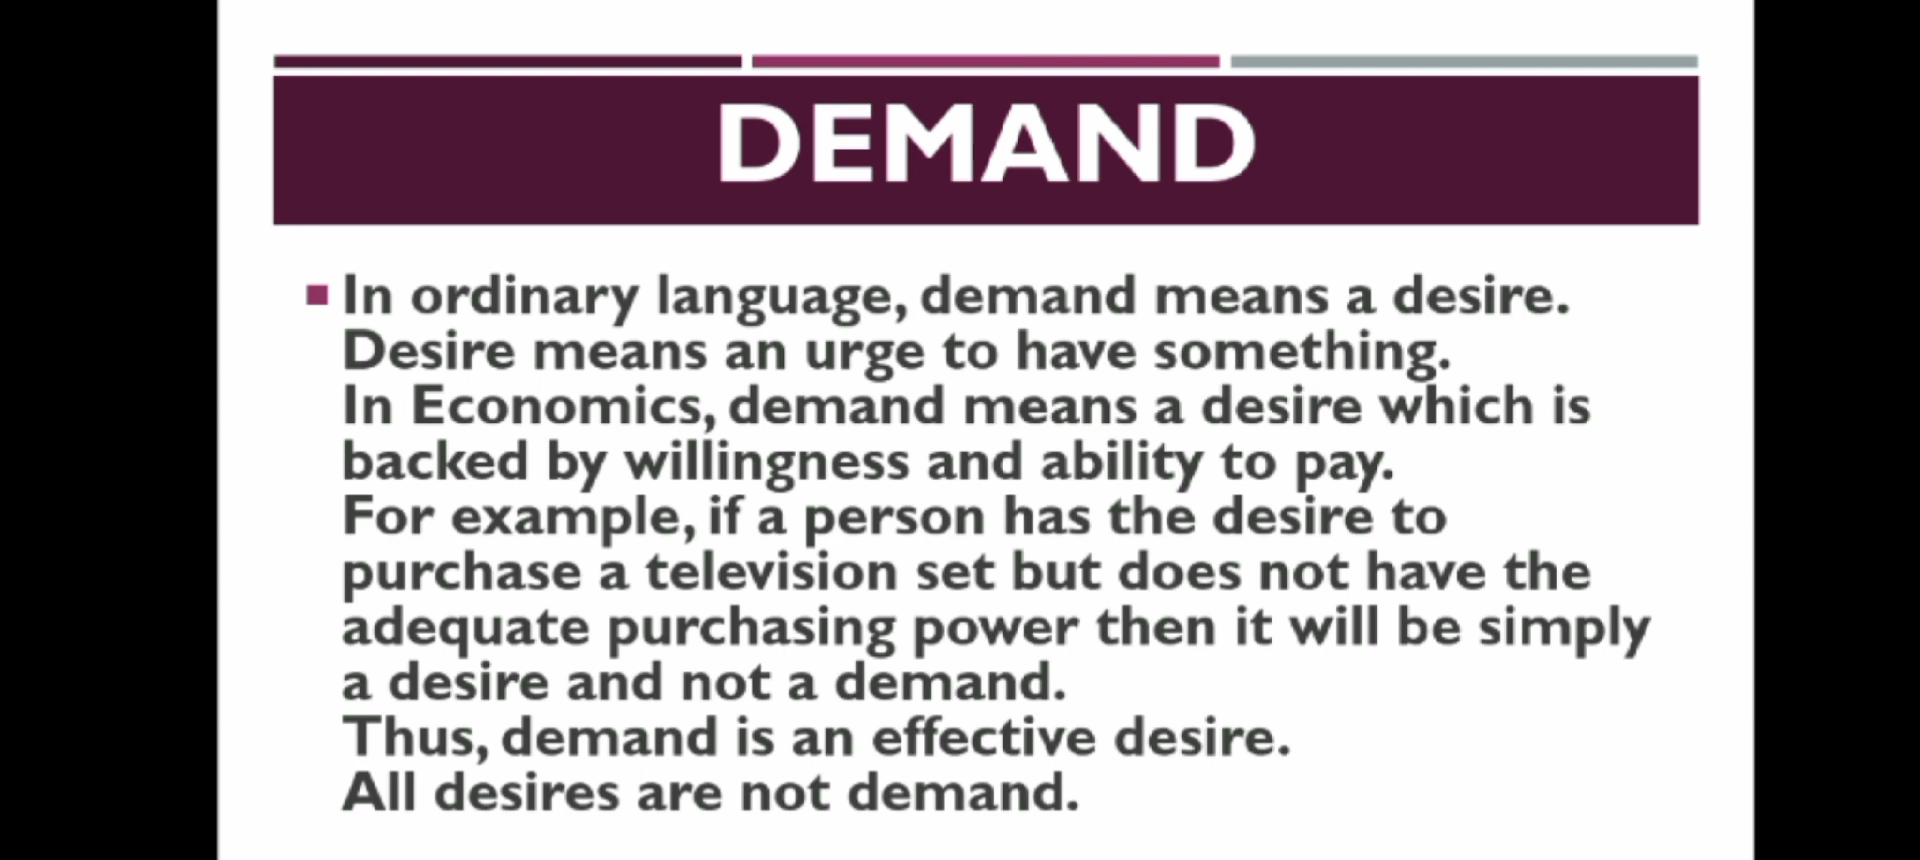 DEMAND
In ordinary language, demand means a desire.
Desire means an urge to have something.
In Economics, demand means a desire which is
backed by willingness and ability to pay.
For example, if a person has the desire to
purchase a television set but does not have the
adequate purchasing power then it will be simply
a desire and not a demand.
Thus, demand is an effective desire.
All desires are not demand.